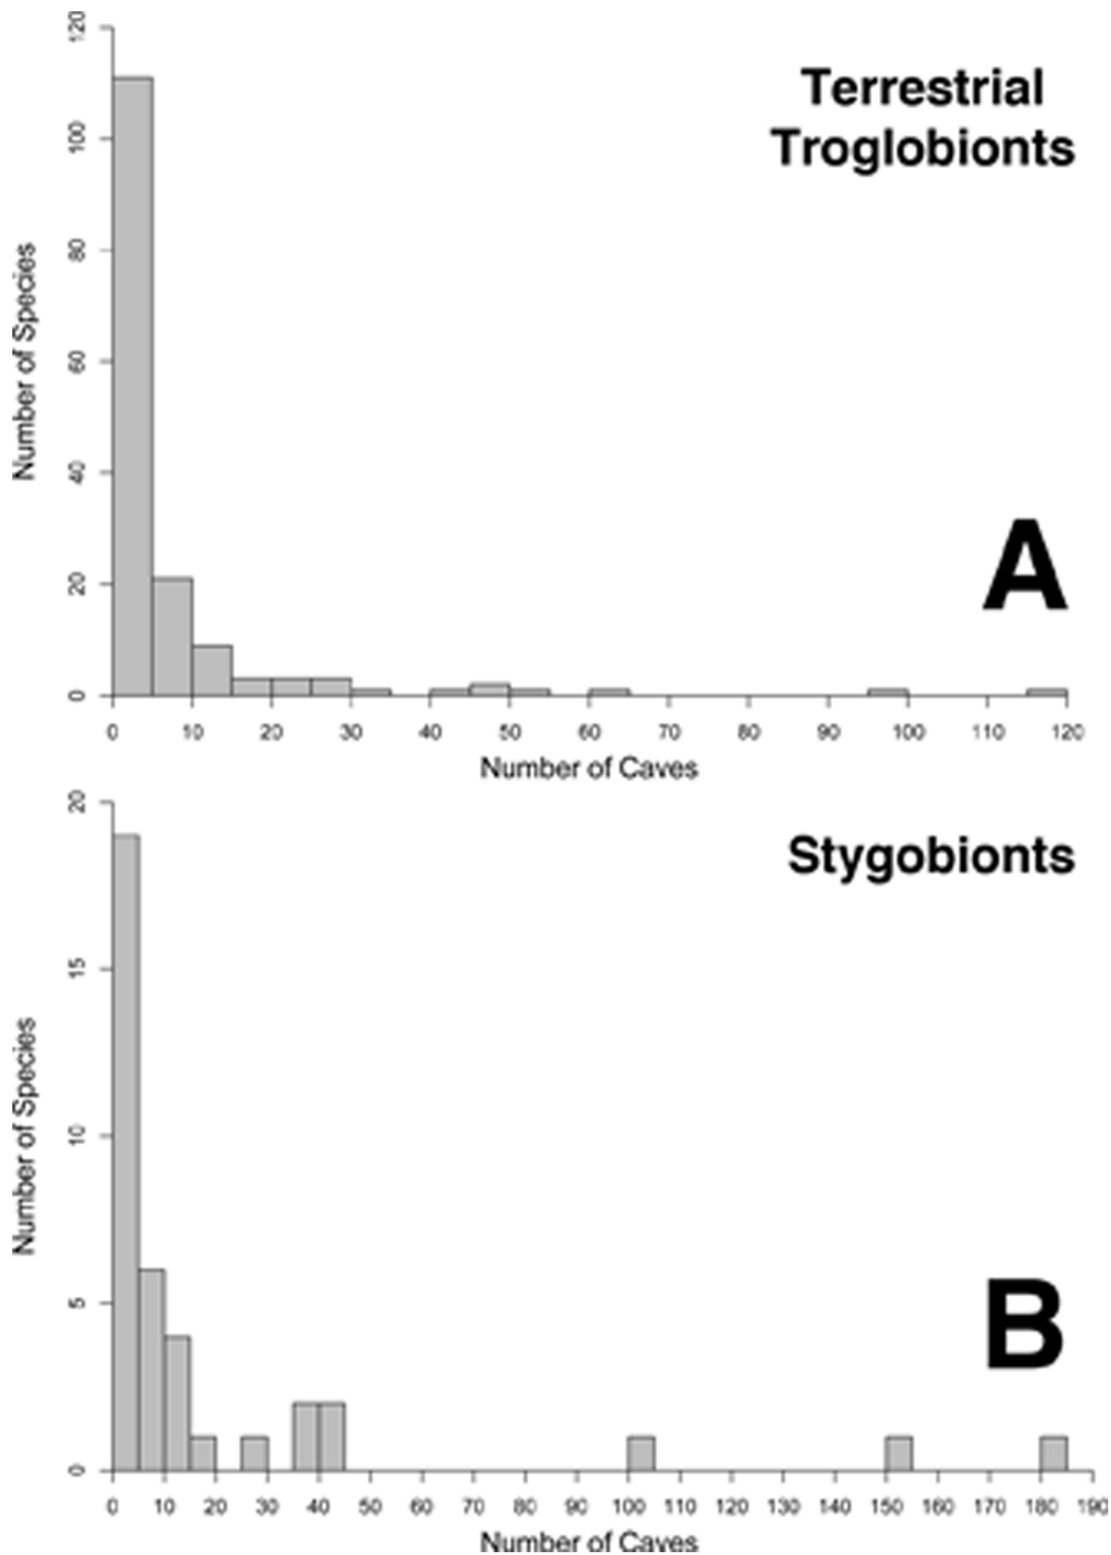 120
100
80
60
40
20
0
Number of Species
Terrestrial
Troglobionts
A
0 10 20 30 40 50 60 70 80 90 100 110 120
Number of Caves
20
15
10
5
0
Number of Species
Stygobionts
B
0 10 20 30 40 50 60 70 80 90 100 110 120 130 140 150 160 170 180 190
Number of Caves